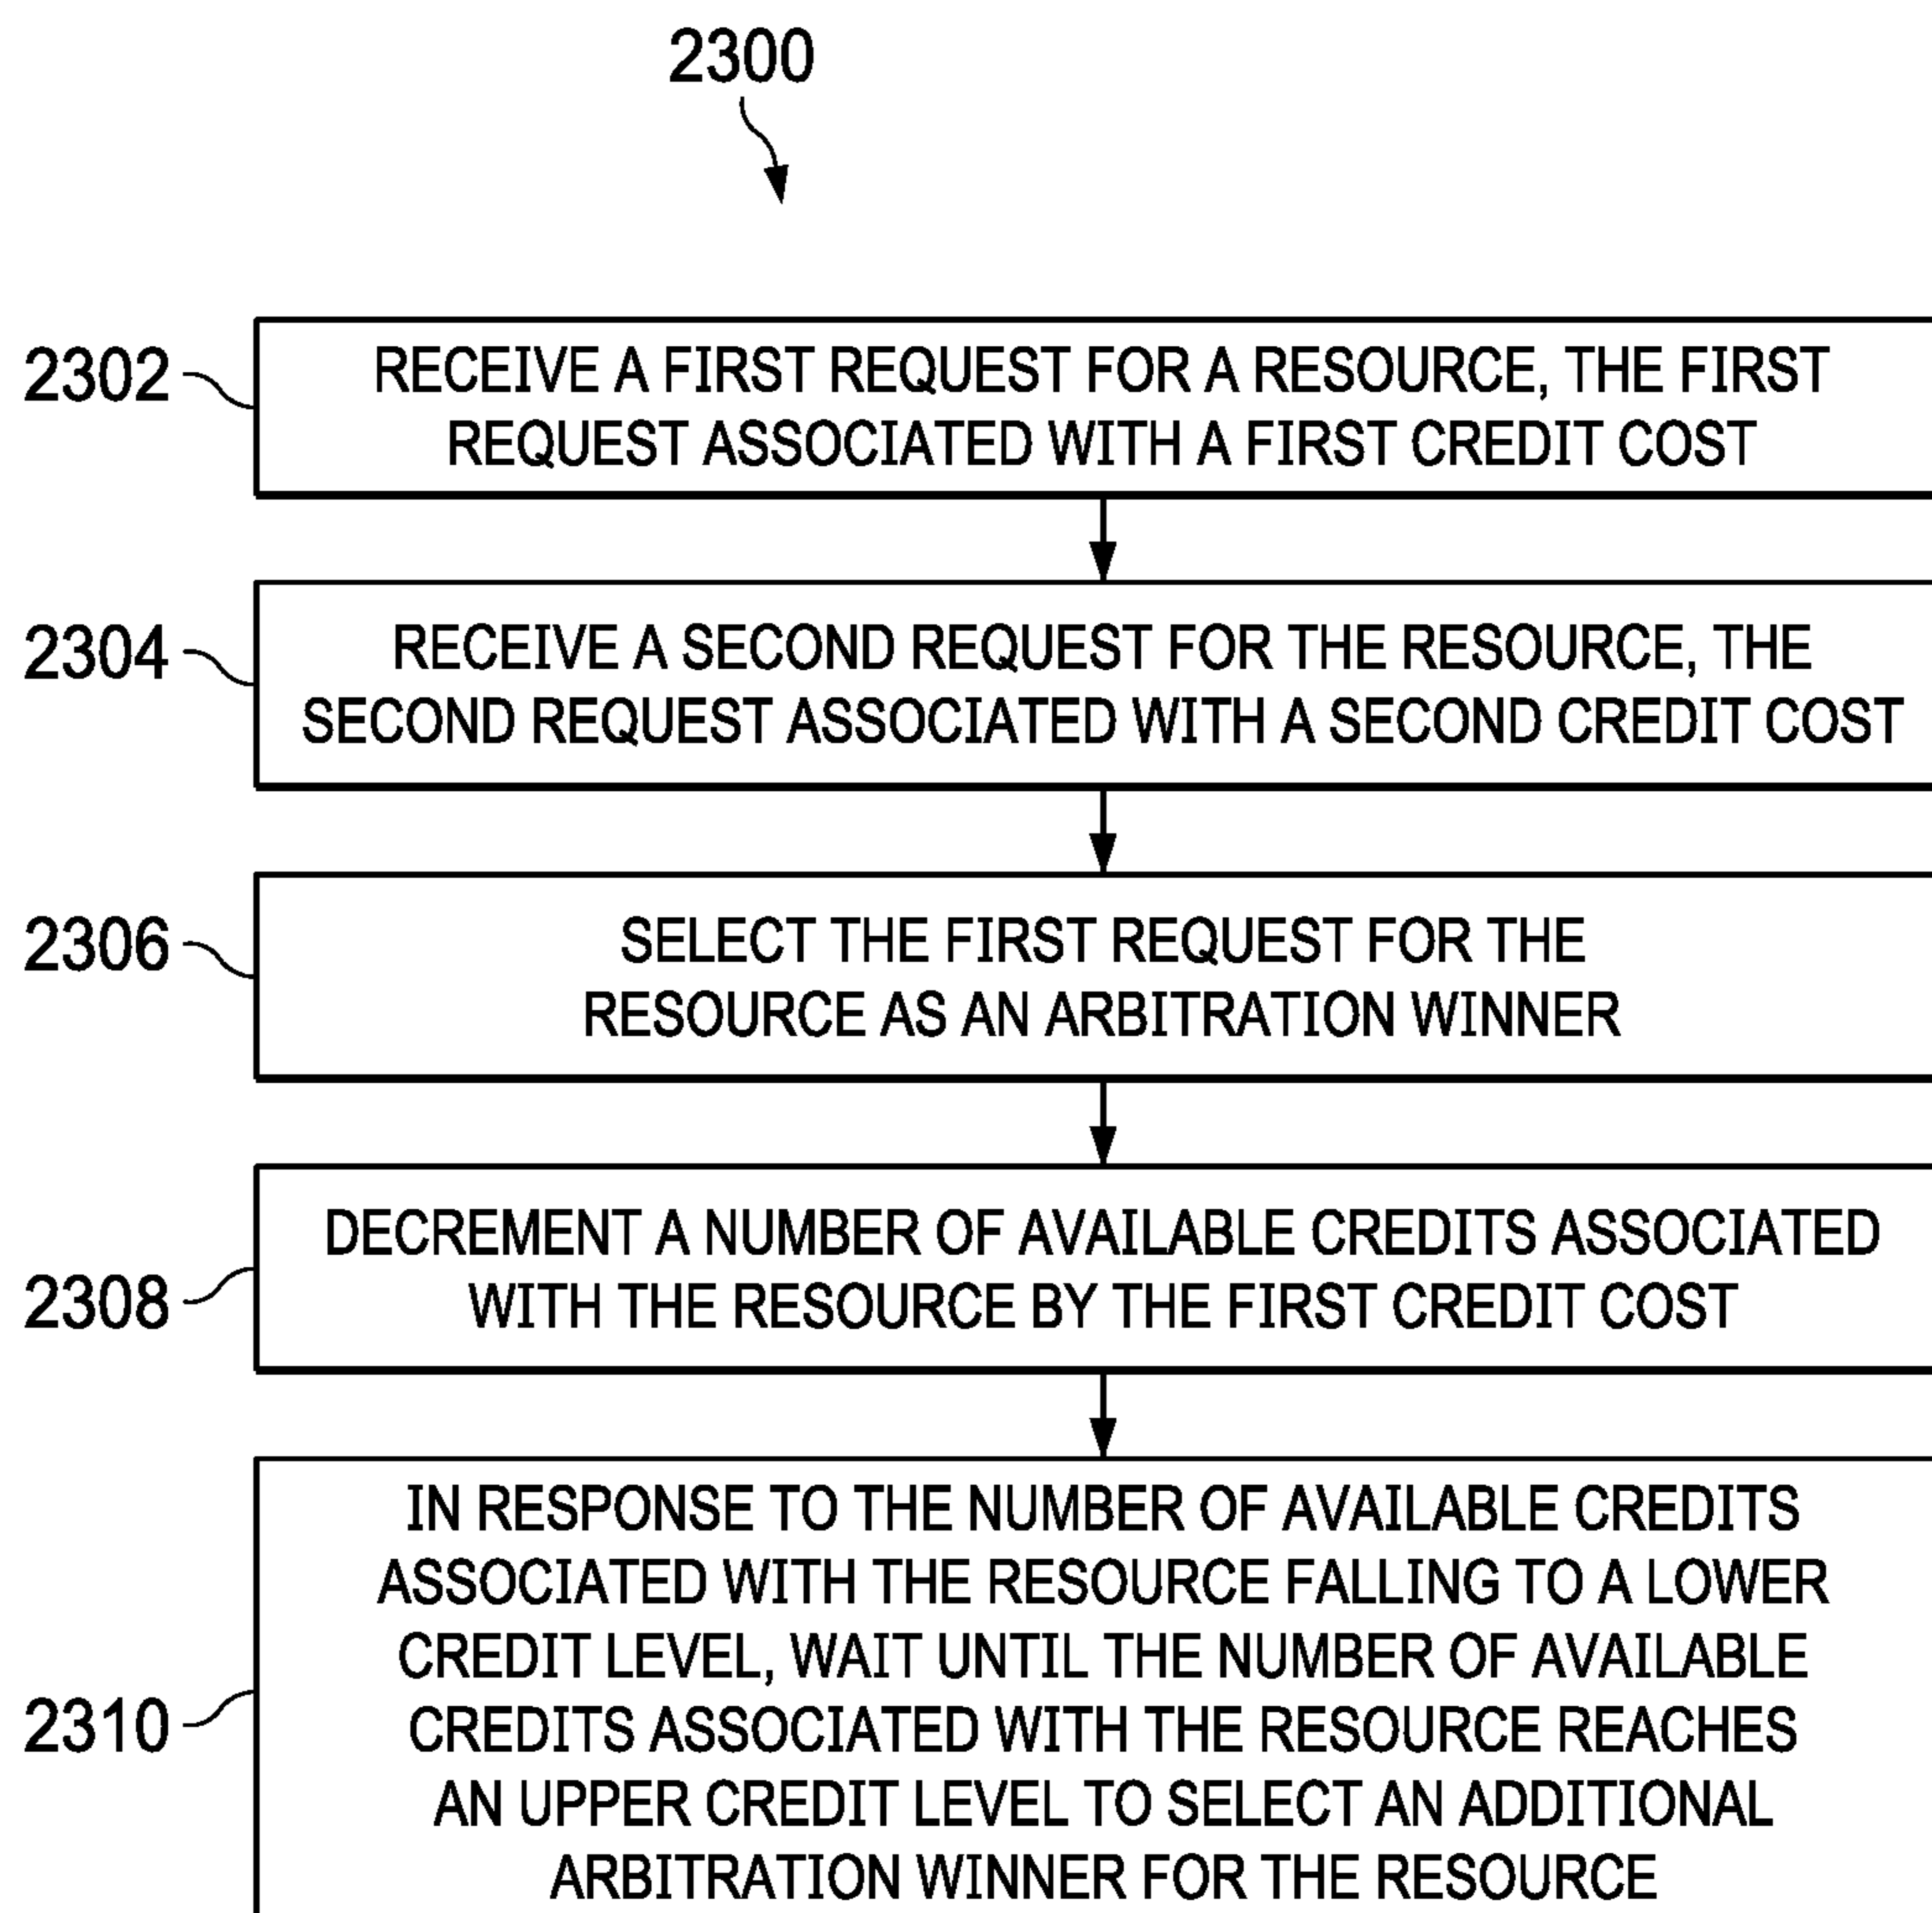 2300
2302
RECEIVE A FIRST REQUEST FOR A RESOURCE, THE FIRST
REQUEST ASSOCIATED WITH A FIRST CREDIT COST
2304
RECEIVE A SECOND REQUEST FOR THE RESOURCE, THE
SECOND REQUEST ASSOCIATED WITH A SECOND CREDIT COST
2306
SELECT THE FIRST REQUEST FOR THE
RESOURCE AS AN ARBITRATION WINNER
2308
DECREMENT A NUMBER OF AVAILABLE CREDITS ASSOCIATED
WITH THE RESOURCE BY THE FIRST CREDIT COST
2310
IN RESPONSE TO THE NUMBER OF AVAILABLE CREDITS
ASSOCIATED WITH THE RESOURCE FALLING TO A LOWER
CREDIT LEVEL, WAIT UNTIL THE NUMBER OF AVAILABLE
CREDITS ASSOCIATED WITH THE RESOURCE REACHES
AN UPPER CREDIT LEVEL TO SELECT AN ADDITIONAL
ARBITRATION WINNER FOR THE RESOURCE